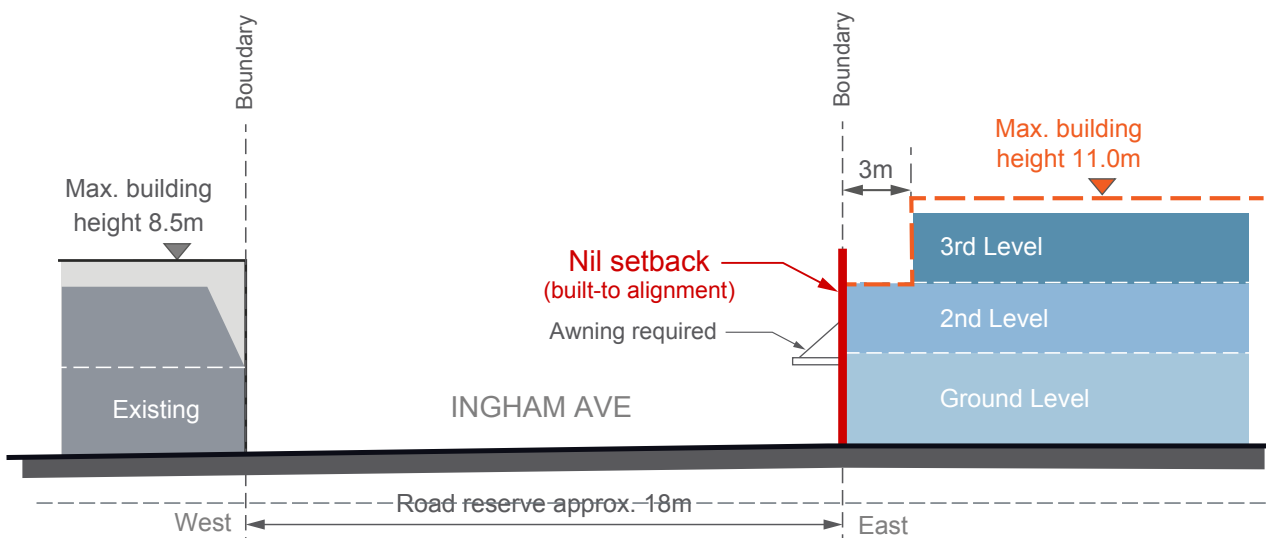 Boundary
Boundary
Max. building
height 11.0m
3m
Max. building
height 8.5m
3rd Level
Nil setback
(built-to alignment)
2nd Level
Awning required
Existing
INGHAM AVE
Ground Level
Road reserve approx. 18m
West
East